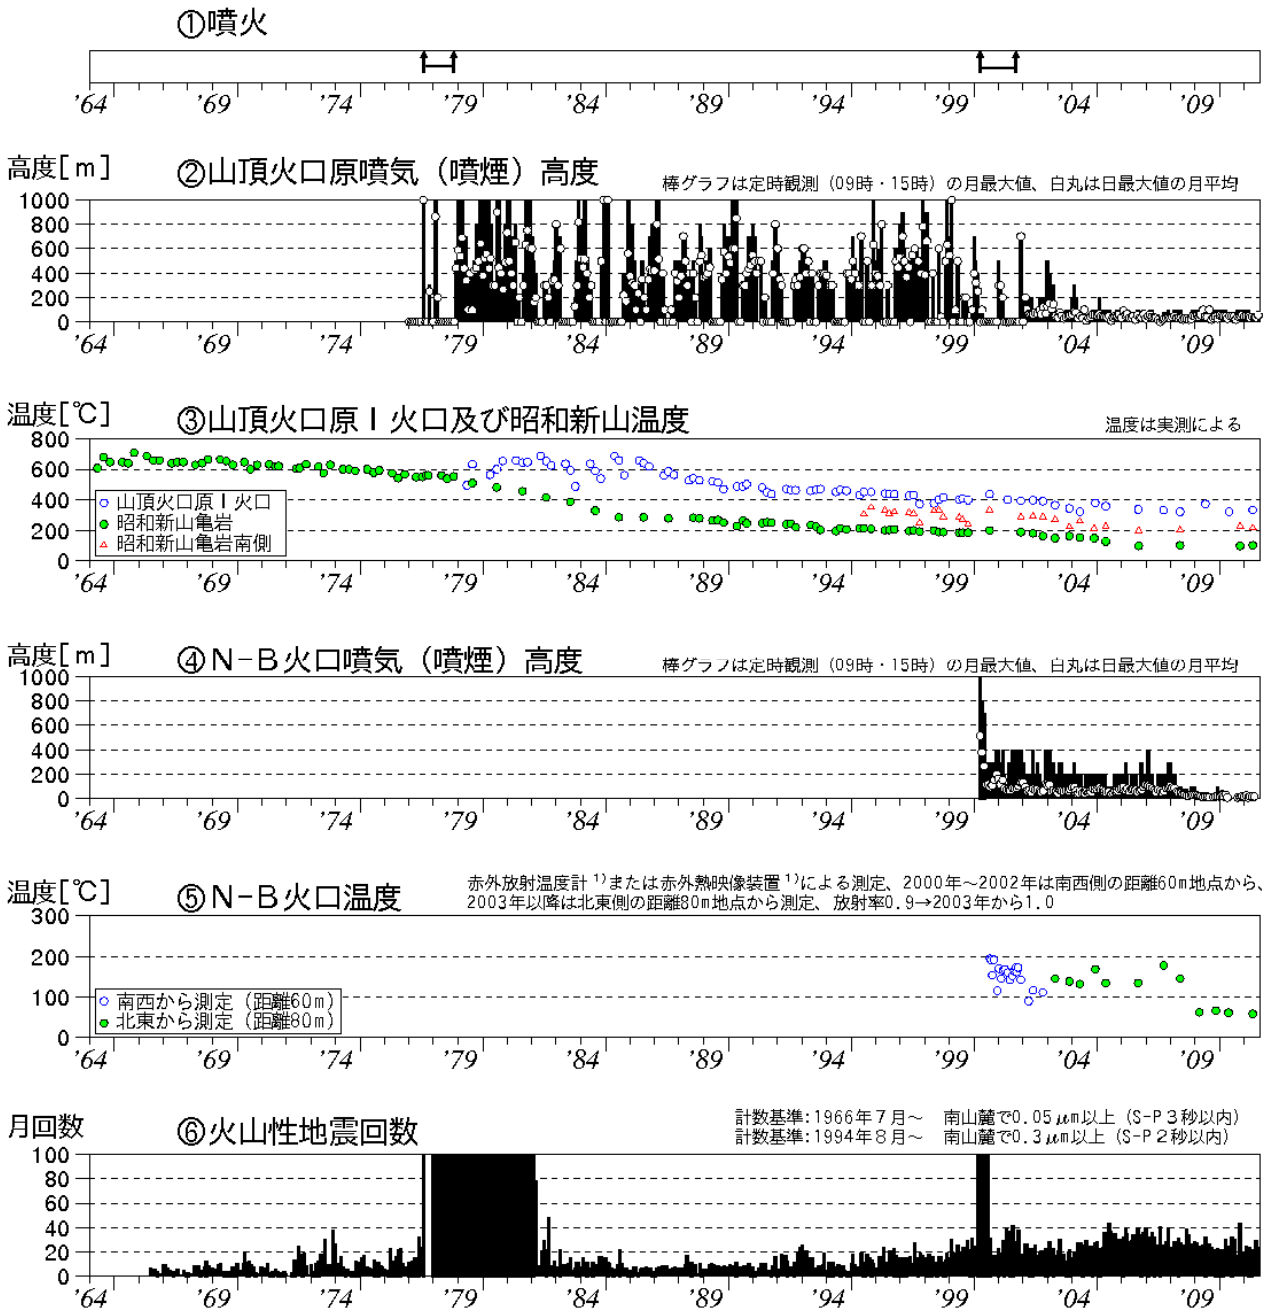 ①噴火
'64 '69 '74 '79 '84 '89 '94 '99 '04 '09
高度[m] ②山頂火口原噴気（噴煙）高度
棒グラフは定時観測（09時・15時）の月最大値、白丸は日最大値の月平均
1000
800
600
400
200
0
'64 '69 '74 '79 '84 '89 '94 '99 '04 '09
温度[℃] ③山頂火口原Ⅰ火口及び昭和新山温度
温度は実測による
800
600
400
200
0
山頂火口原Ⅰ火口
昭和新山亀岩
昭和新山亀岩南側
'64 '69 '74 '79 '84 '89 '94 '99 '04 '09
高度[m] ④N-B火口噴気（噴煙）高度
棒グラフは定時観測（09時・15時）の月最大値、白丸は日最大値の月平均
1000
800
600
400
200
0
'64 '69 '74 '79 '84 '89 '94 '99 '04 '09
温度[℃] ⑤N-B火口温度
赤外放射温度計1)または赤外熱映像装置1)による測定、2000年～2002年は南西側の距離60m地点から、
2003年以降は北東側の距離80m地点から測定、放射率0.9→2003年から1.0
300
200
100
0
南西から測定（距離60m）
北東から測定（距離80m）
'64 '69 '74 '79 '84 '89 '94 '99 '04 '09
月回数 ⑥火山性地震回数
計数基準:1966年7月～ 南山麓で0.05μm以上（S-P3秒以内）
計数基準:1994年8月～ 南山麓で0.3μm以上（S-P2秒以内）
100
80
60
40
20
0
'64 '69 '74 '79 '84 '89 '94 '99 '04 '09